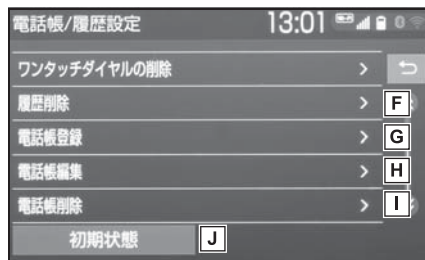 電話帳/履歴設定 13:01
ワンタッチダイヤルの削除
履歴削除 F
電話帳登録 G
電話帳編集 H
電話帳削除 I
初期状態 J